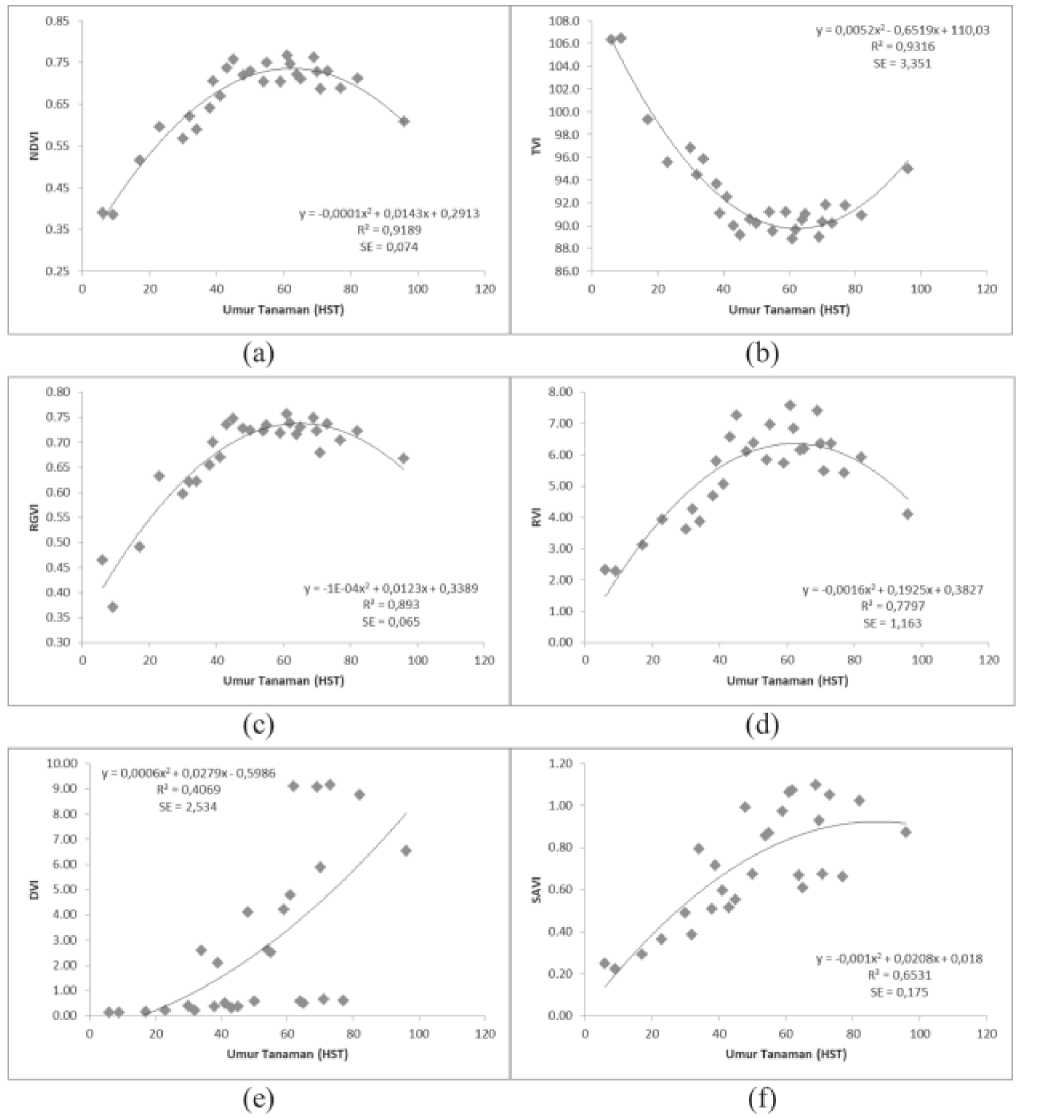 0.85
0.75
0.65
0.55
0.45
0.35
0.25
NDVI
y = -0,0001x² + 0,0143x + 0,2913
R² = 0,9189
SE = 0,074
0 20 40 60 80 100 120
Umur Tanaman (HST)
(a)
108.0
106.0
104.0
102.0
100.0
98.0
96.0
94.0
92.0
90.0
88.0
86.0
TVI
y = 0,0052x² - 0,6519x + 110,03
R² = 0,9316
SE = 3,351
0 20 40 60 80 100 120
Umur Tanaman (HST)
(b)
0.80
0.75
0.70
0.65
0.60
0.55
0.50
0.45
0.40
0.35
0.30
RGVI
y = -1E-04x² + 0,0123x + 0,3389
R² = 0,893
SE = 0,065
0 20 40 60 80 100 120
Umur Tanaman (HST)
(c)
8.00
7.00
6.00
5.00
4.00
3.00
2.00
1.00
0.00
RVI
y = -0,0016x² + 0,1925x + 0,3827
R² = 0,7797
SE = 1,163
0 20 40 60 80 100 120
Umur Tanaman (HST)
(d)
10.00
9.00
8.00
7.00
6.00
5.00
4.00
3.00
2.00
1.00
0.00
DVI
y = 0,0006x² + 0,0279x - 0,5986
R² = 0,4069
SE = 2,534
0 20 40 60 80 100 120
Umur Tanaman (HST)
(e)
1.20
1.00
0.80
0.60
0.40
0.20
0.00
SAVI
y = -0,001x² + 0,0208x + 0,018
R² = 0,6531
SE = 0,175
0 20 40 60 80 100 120
Umur Tanaman (HST)
(f)